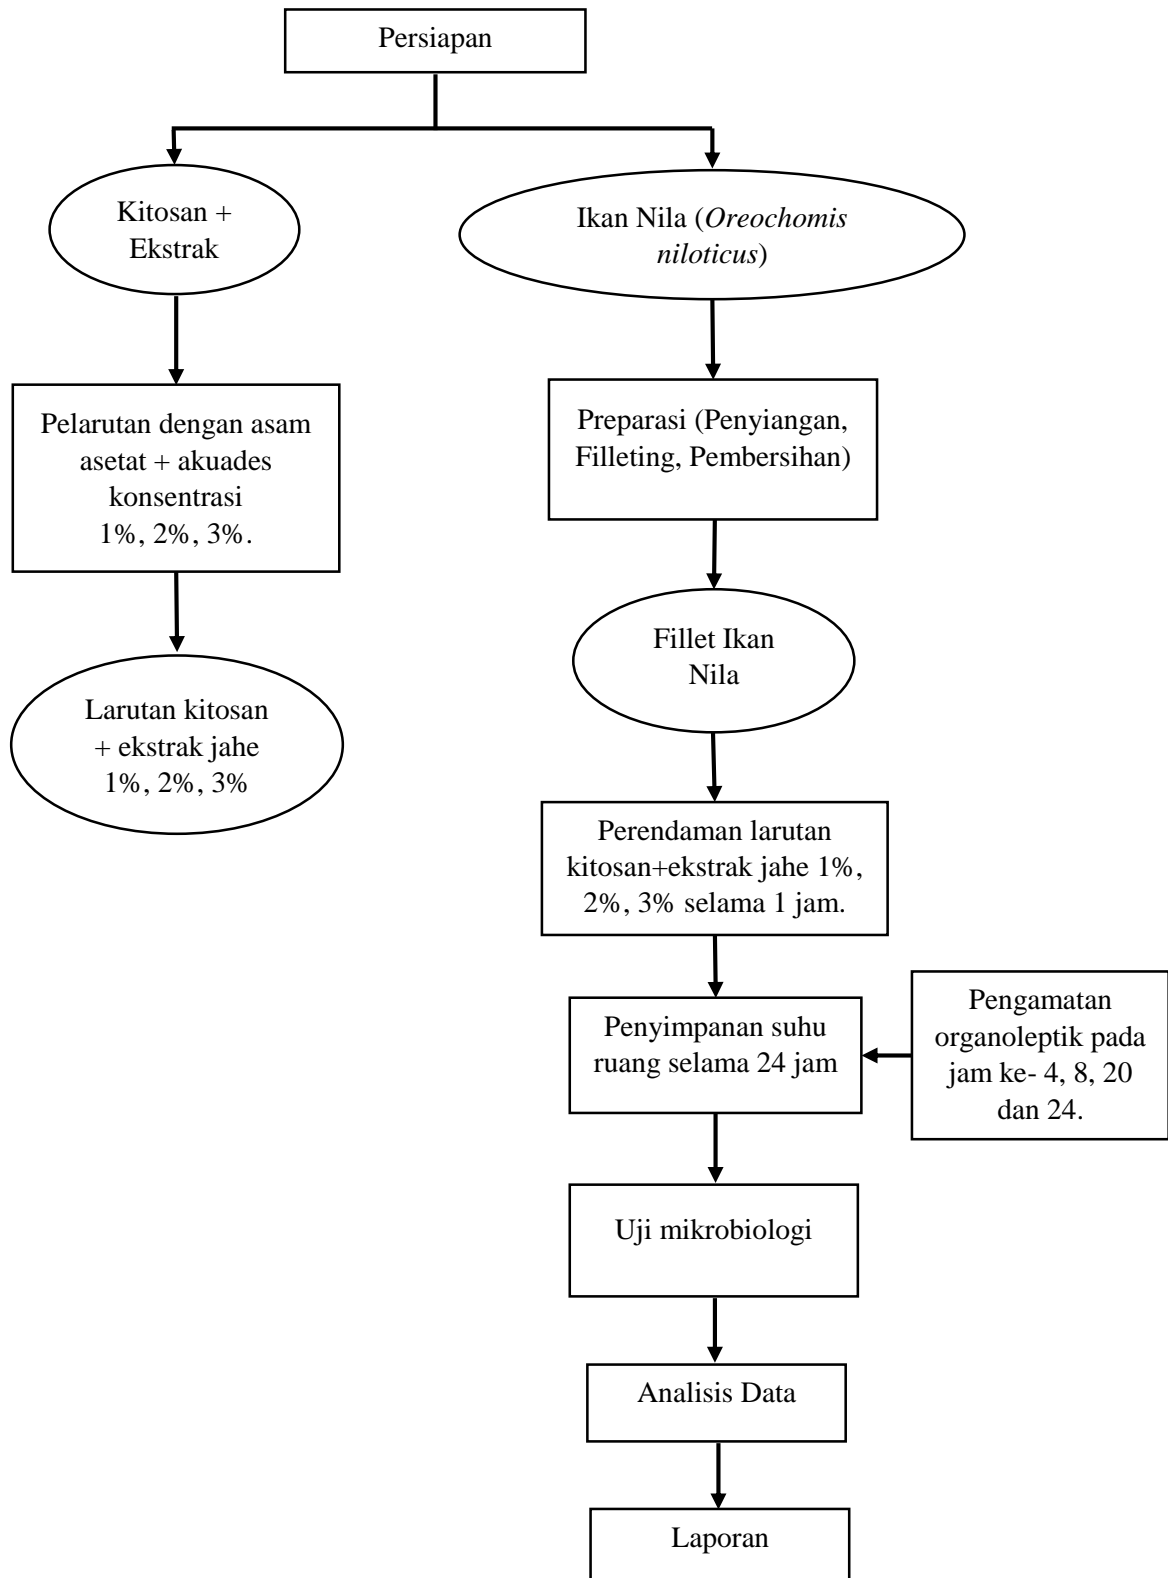 Persiapan
Kitosan +
Ekstrak
Ikan Nila (Oreochomis
niloticus)
Pelarutan dengan asam
asetat + akuades
konsentrasi
1%, 2%, 3%.
Preparasi (Penyiangan,
Filleting, Pembersihan)
Larutan kitosan
+ ekstrak jahe
1%, 2%, 3%
Fillet Ikan
Nila
Perendaman larutan
kitosan+ekstrak jahe 1%,
2%, 3% selama 1 jam.
Penyimpanan suhu
ruang selama 24 jam
Pengamatan
organoleptik pada
jam ke- 4, 8, 20
dan 24.
Uji mikrobiologi
Analisis Data
Laporan